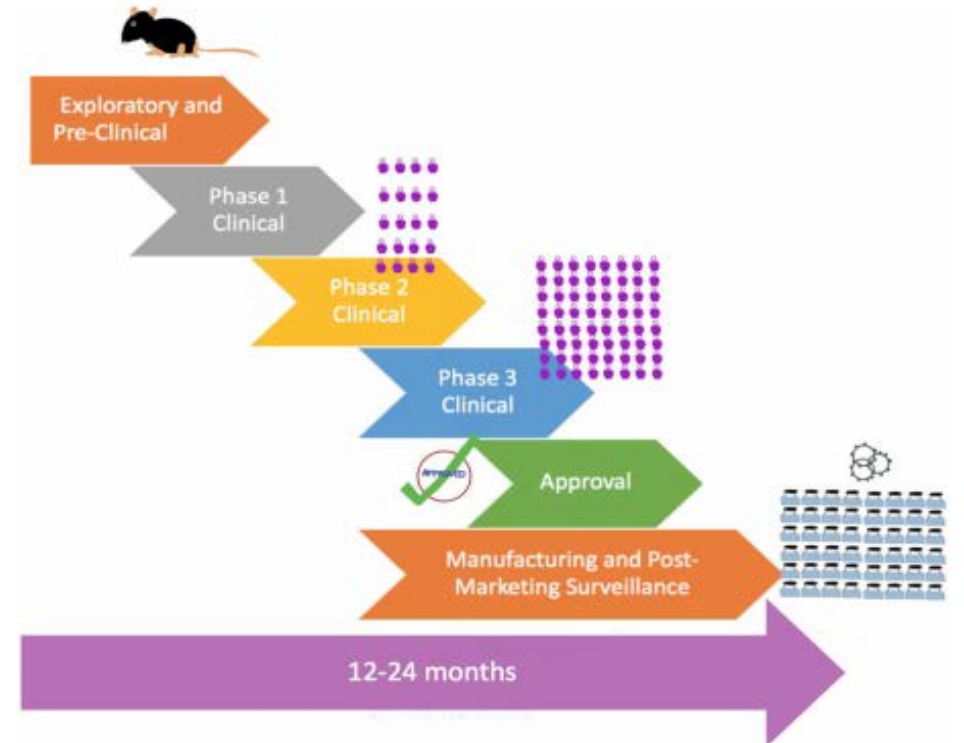 Exploratory and
Pre-Clinical
Phase 1
Clinical
Phase 2
Clinical
Phase 3
Clinical
APPROVED
Approval
Manufacturing and Post-
Marketing Surveillance
12-24 months